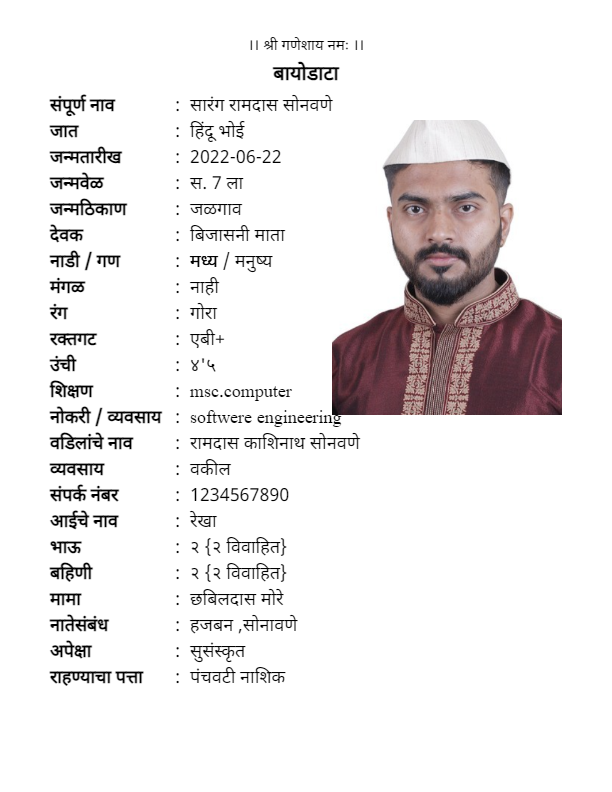 ।। श्री गणेशाय नमः ।।
बायोडाटा
संपूर्ण नाव : सारंग रामदास सोनवणे
जात : हिंदू भोई
जन्मतारीख : 2022-06-22
जन्मवेळ : स. 7 ला
जन्मठिकाण : जळगाव
देवक : बिजासनी माता
नाडी / गण : मध्य / मनुष्य
मंगळ : नाही
रंग : गोरा
रक्तगट : एबी+
उंची : ४'५
शिक्षण : msc.computer
नोकरी / व्यवसाय : softwere engineering
वडिलांचे नाव : रामदास काशिनाथ सोनवणे
व्यवसाय : वकील
संपर्क नंबर : 1234567890
आईचे नाव : रेखा
भाऊ : २ {२ विवाहित}
बहिणी : २ {२ विवाहित}
मामा : छबिलदास मोरे
नातेसंबंध : हजबन ,सोनावणे
अपेक्षा : सुसंस्कृत
राहण्याचा पत्ता : पंचवटी नाशिक